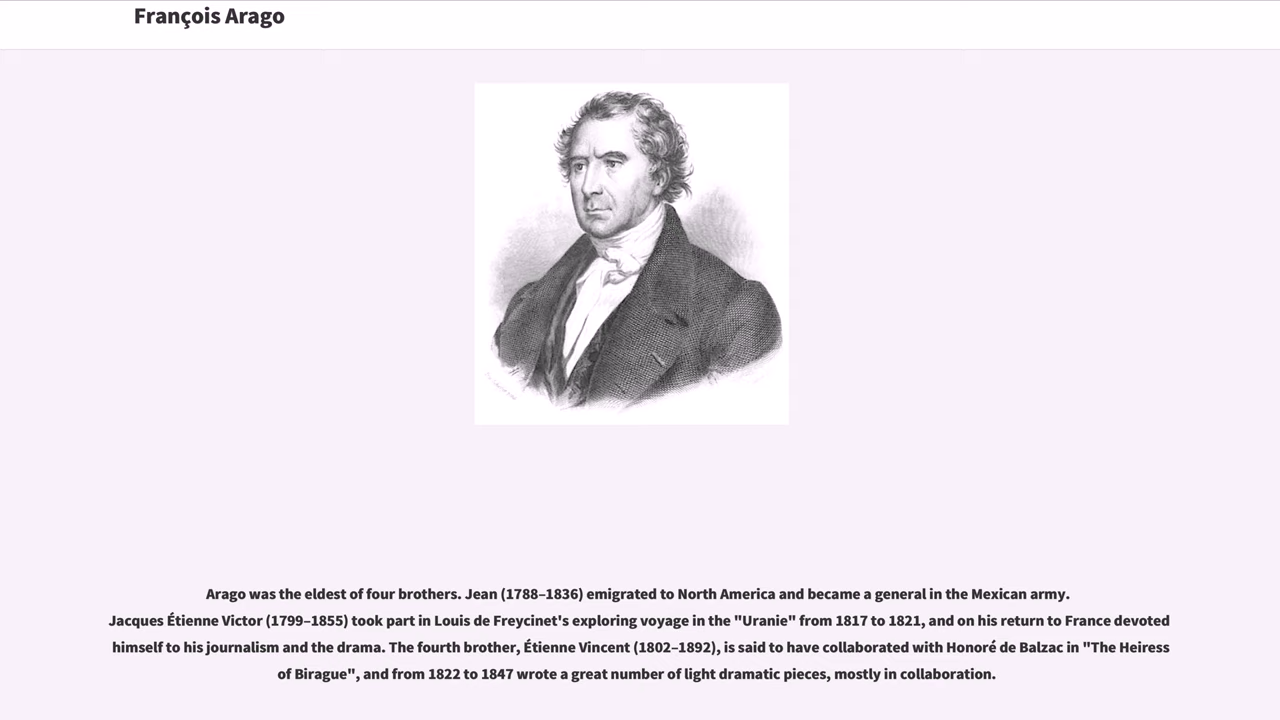 François Arago
Arago was the eldest of four brothers. Jean (1788–1836) emigrated to North America and became a general in the Mexican army.
Jacques Étienne Victor (1799–1855) took part in Louis de Freycinet's exploring voyage in the "Uranie" from 1817 to 1821, and on his return to France devoted
himself to his journalism and the drama. The fourth brother, Étienne Vincent (1802–1892), is said to have collaborated with Honoré de Balzac in "The Heiress
of Birague", and from 1822 to 1847 wrote a great number of light dramatic pieces, mostly in collaboration.